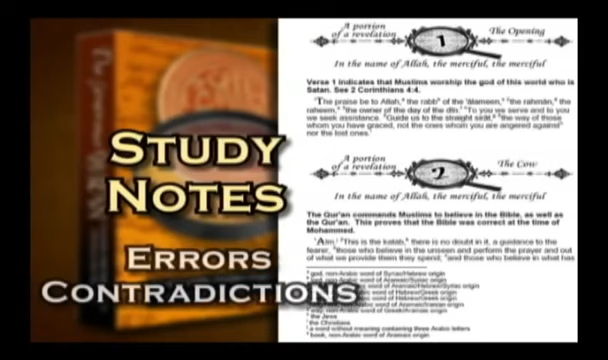 STUDY
NOTES
ERRORS
CONTRADICTIONS
A portion
of a revelation
1
The Opening
In the name of Allah, the merciful, the merciful
Verse 1 indicates that Muslims worship the god of this world who is
Satan. See 2 Corinthians 4:4.
The praise be to Allah, the rabb of the 'alameen, the rahmân, the
raheem, the owner of the day of the dîn. To you we serve and to you
we seek assistance. Guide us to the straight sirât, the way of those
whom you have graced, not the ones whom you are angered against
nor the lost ones.
A portion
of a revelation
2
The Cow
In the name of Allah, the merciful, the merciful
The Qur'an commands Muslims to believe in the Bible, as well as
the Qur'an. This proves that the Bible was correct at the time of
Mohammed.
Alm. This is the katab, there is no doubt in it, a guidance to the
fearer, those who believe in the unseen and perform the prayer and out
of what we provide them they spend; and those who believe in what has
god, non-Arabic word of Syriac/Hebrew origin
the Jews
the Christians
a word without meaning containing three Arabic letters
book, non-Arabic word of Aramaic origin